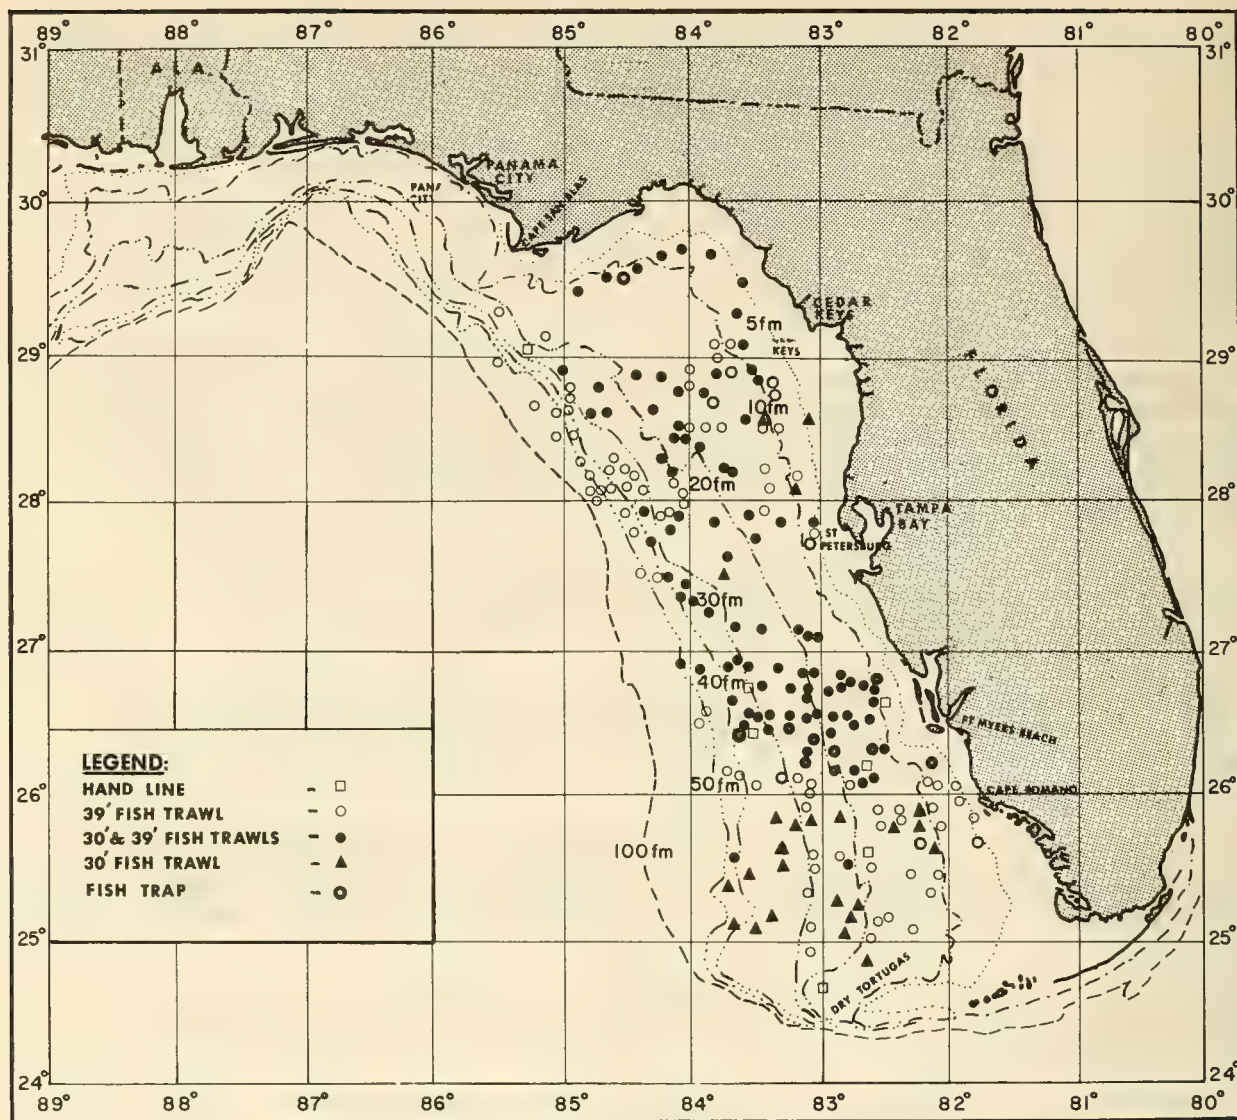 89° 88° 87° 86° 85° 84° 83° 82° 81° 80°
31° 31°
A A
PANAMA
CITY
CAPE SAN BLAS
30° 30°
CEDAR
KEYS
5fm
KEYS
29° 29°
FLORIDA
10fm
20fm
28° 28°
TAMPA
BAY
ST
PETERSBURG
30fm
27° 27°
40fm
FT MYERS BEACH
50fm
CAPE ROMANO
26° 26°
100fm
LEGEND:
HAND LINE -
39' FISH TRAWL -
30' & 39' FISH TRAWLS -
30' FISH TRAWL -
FISH TRAP -
25° 25°
DRY TORTUGAS
24° 24°
89° 88° 87° 86° 85° 84° 83° 82° 81° 80°